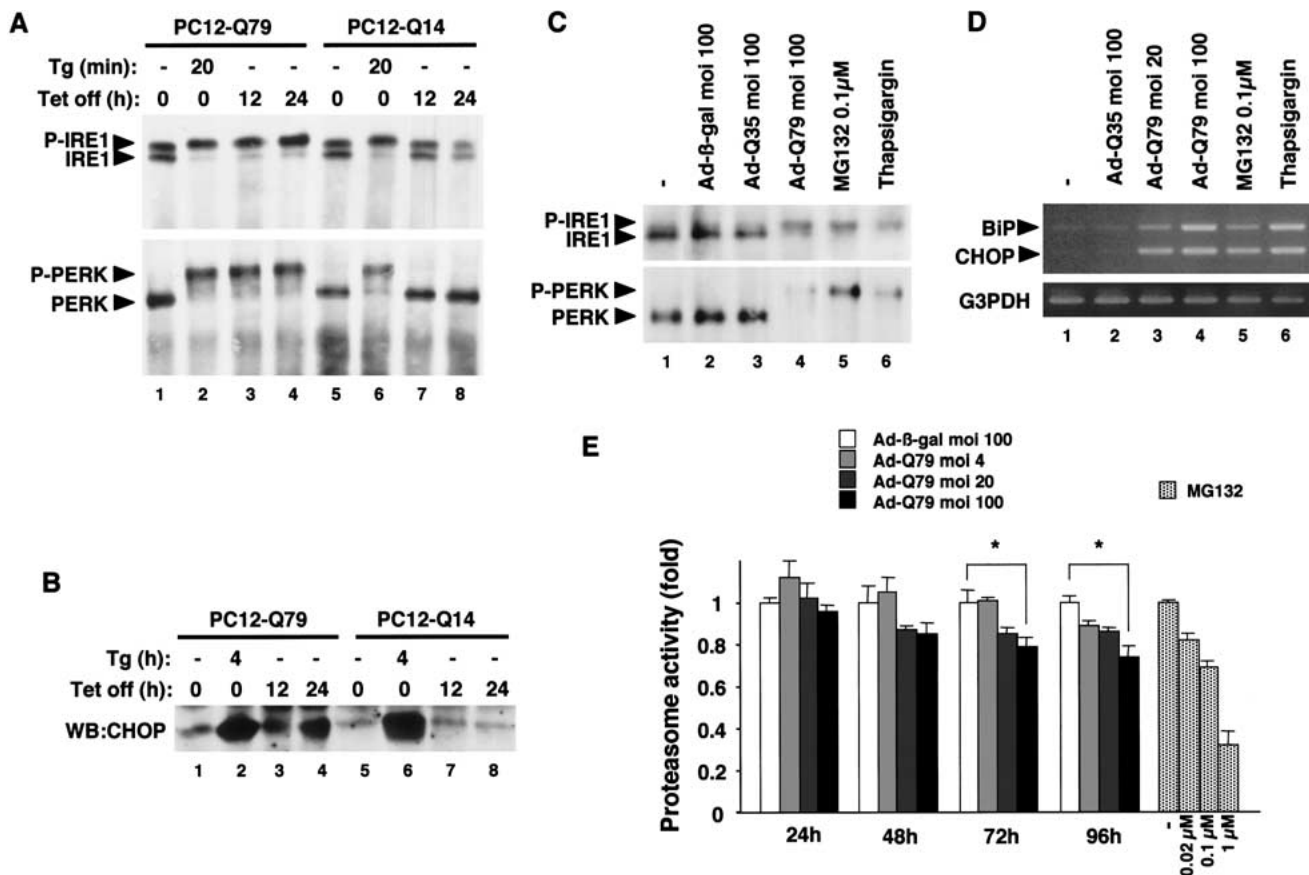 A
PC12-Q79 PC12-Q14
Tg (min): - 20 - - - 20 - -
Tet off (h): 0 0 12 24 0 0 12 24
P-IRE1
IRE1
P-PERK
PERK
1 2 3 4 5 6 7 8
B
PC12-Q79 PC12-Q14
Tg (h): - 4 - - - 4 - -
Tet off (h): 0 0 12 24 0 0 12 24
WB:CHOP
1 2 3 4 5 6 7 8
C
-
Ad-ß-gal moi 100
Ad-Q35 moi 100
Ad-Q79 moi 100
MG132 0.1µM
Thapsigargin
P-IRE1
IRE1
P-PERK
PERK
1 2 3 4 5 6
D
-
Ad-Q35 moi 100
Ad-Q79 moi 20
Ad-Q79 moi 100
MG132 0.1µM
Thapsigargin
BiP
CHOP
G3PDH
1 2 3 4 5 6
E
Ad-ß-gal moi 100
Ad-Q79 moi 4
Ad-Q79 moi 20
Ad-Q79 moi 100
MG132
Proteasome activity (fold)
1
0.8
0.6
0.4
0.2
0
* *
24h 48h 72h 96h
-
0.02 µM
0.1 µM
1 µM